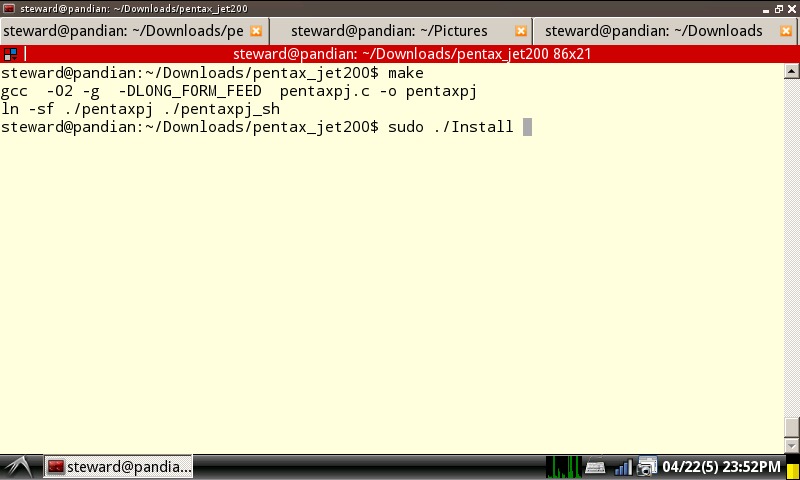 steward@pandian: ~/Downloads/pentax_jet200
steward@pandian: ~/Downloads/pe
steward@pandian: ~/Pictures
steward@pandian: ~/Downloads
steward@pandian: ~/Downloads/pentax_jet200 86x21
steward@pandian:~/Downloads/pentax_jet200$ make
gcc  -O2 -g  -DLONG_FORM_FEED  pentaxpj.c -o pentaxpj
ln -sf ./pentaxpj ./pentaxpj_sh
steward@pandian:~/Downloads/pentax_jet200$ sudo ./Install
steward@pandia...
04/22(5) 23:52PM